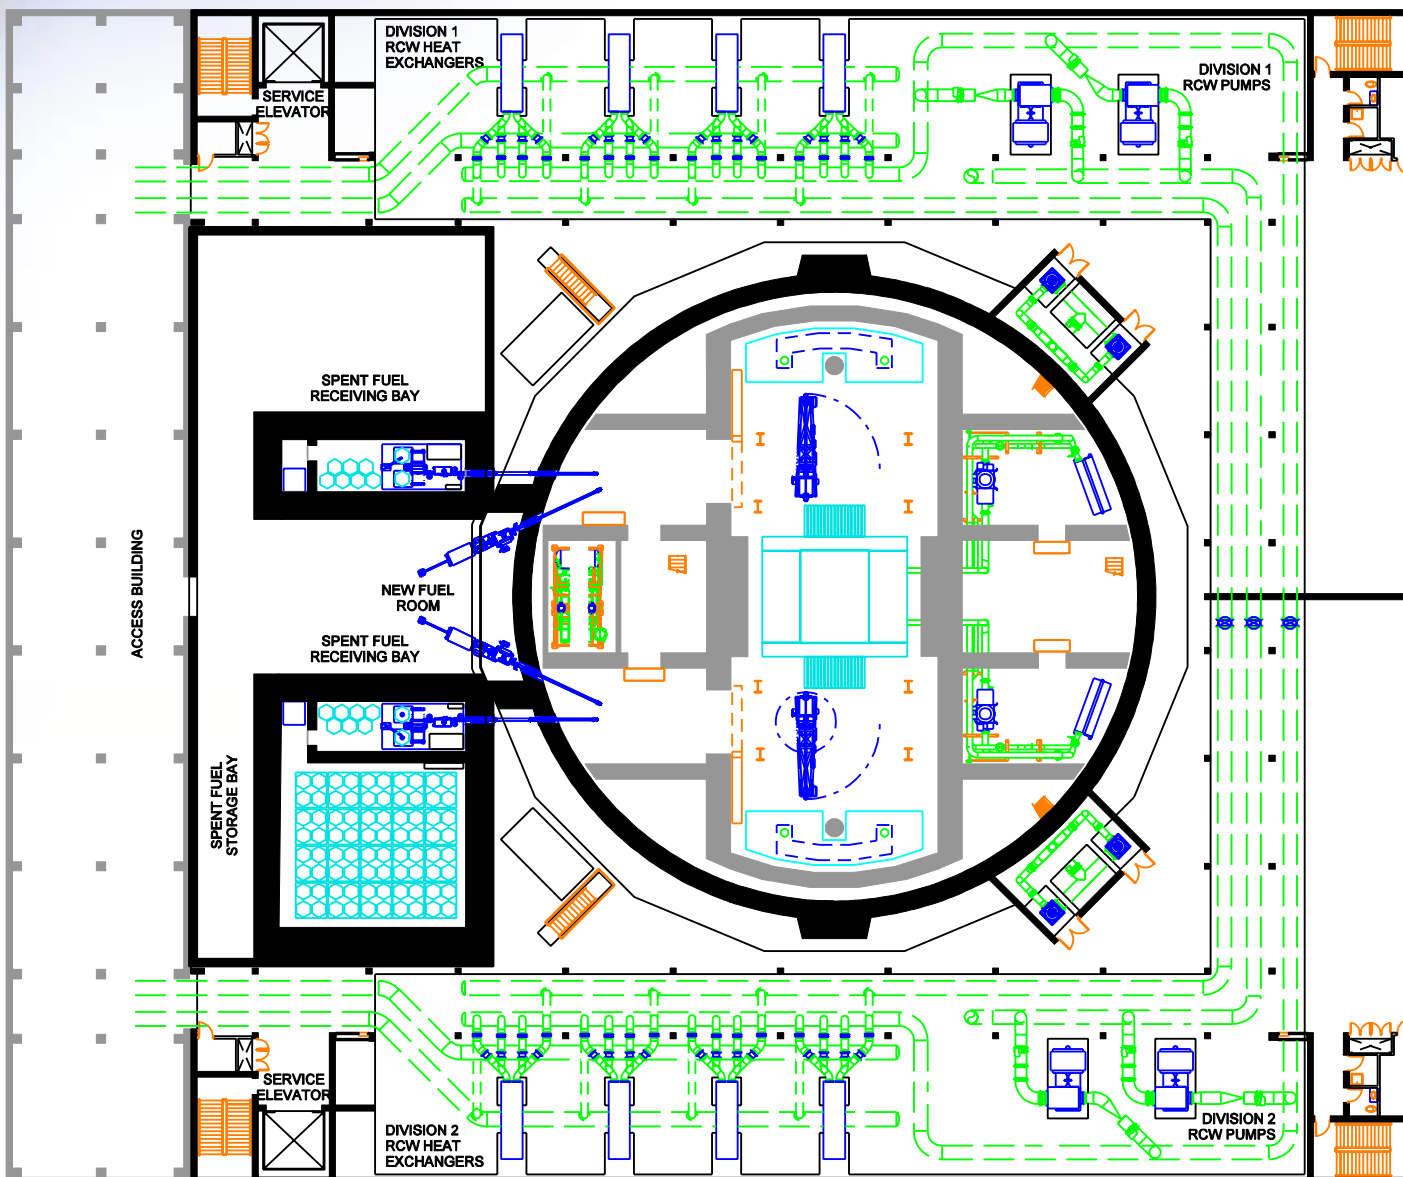 DIVISION 1
RCW HEAT
EXCHANGERS
DIVISION 1
RCW PUMPS
SERVICE
ELEVATOR
SPENT FUEL
RECEIVING BAY
ACCESS BUILDING
NEW FUEL
ROOM
SPENT FUEL
RECEIVING BAY
SPENT FUEL
STORAGE BAY
SERVICE
ELEVATOR
DIVISION 2
RCW HEAT
EXCHANGERS
DIVISION 2
RCW PUMPS